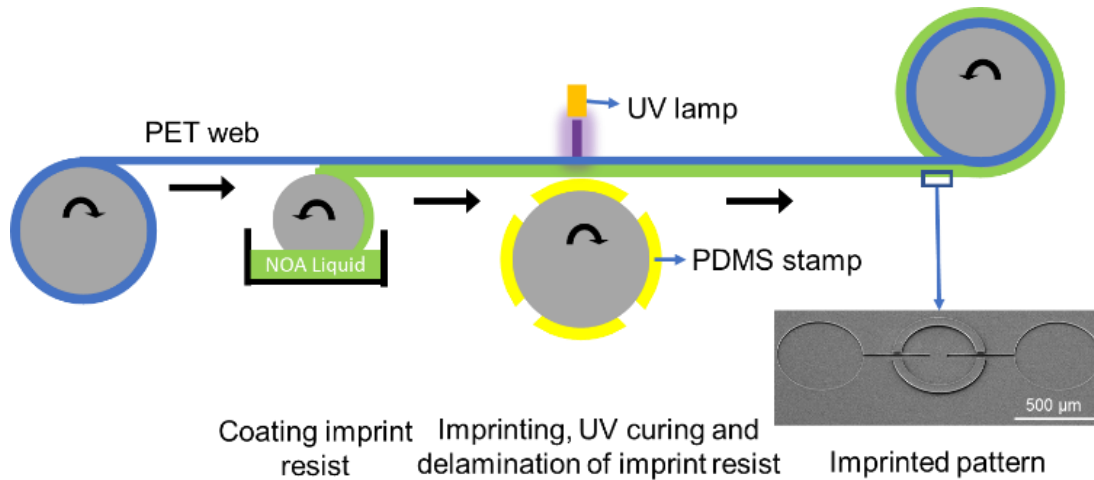 UV lamp
PET web
NOA Liquid
PDMS stamp
500 µm
Coating imprint
resist
Imprinting, UV curing and
delamination of imprint resist
Imprinted pattern